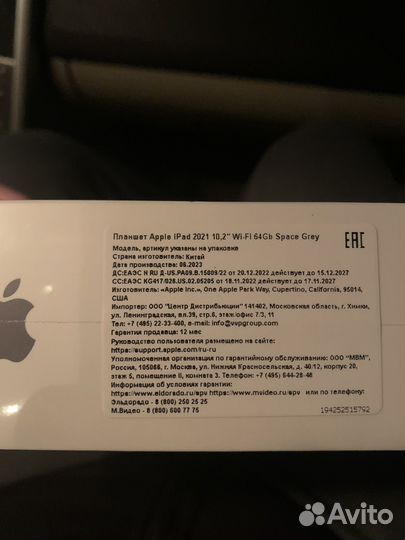 Планшет Apple iPad 2021 10,2" Wi-Fi 64Gb Space Grey
EAC
Модель, артикул указаны на упаковке
Страна изготовитель: Китай
Дата производства: 06.2023
ДС:ЕАЭС N RU Д-US.РА09.В.15009/22 от 20.12.2022 действует до 15.12.2027
СС:ЕАЭС KG417/026.US.02.05205 от 18.11.2022 действует до 17.11.2027
Изготовитель: «Apple Inc.», One Apple Park Way, Cupertino, California, 95014,
США
Импортер: ООО "Центр Дистрибьюции" 141402, Московская область, г. Химки,
ул. Ленинградская, вл.39, стр.6, этаж/офис 7/3, 11
Тел: +7 (495) 22-33-400, e-mail: info@vvpgroup.com
Гарантия продавца: 12 мес
Руководство пользователя размещено на сайте:
https://support.apple.com/ru-ru
Уполномоченная организация по гарантийному обслуживанию: ООО "МВМ",
Россия, 105066, г. Москва, ул. Нижняя Красносельская, д. 40/12, корпус 20,
этаж 5, помещение II, комната 3. Телефон: +7 (495) 644-28-48
Информация об условиях гарантии:
https://www.eldorado.ru/spv https://www.mvideo.ru/spv или по телефону:
Эльдорадо - 8 (800) 250 25 25
М.Видео - 8 (800) 600 77 75
194252515792
Avito